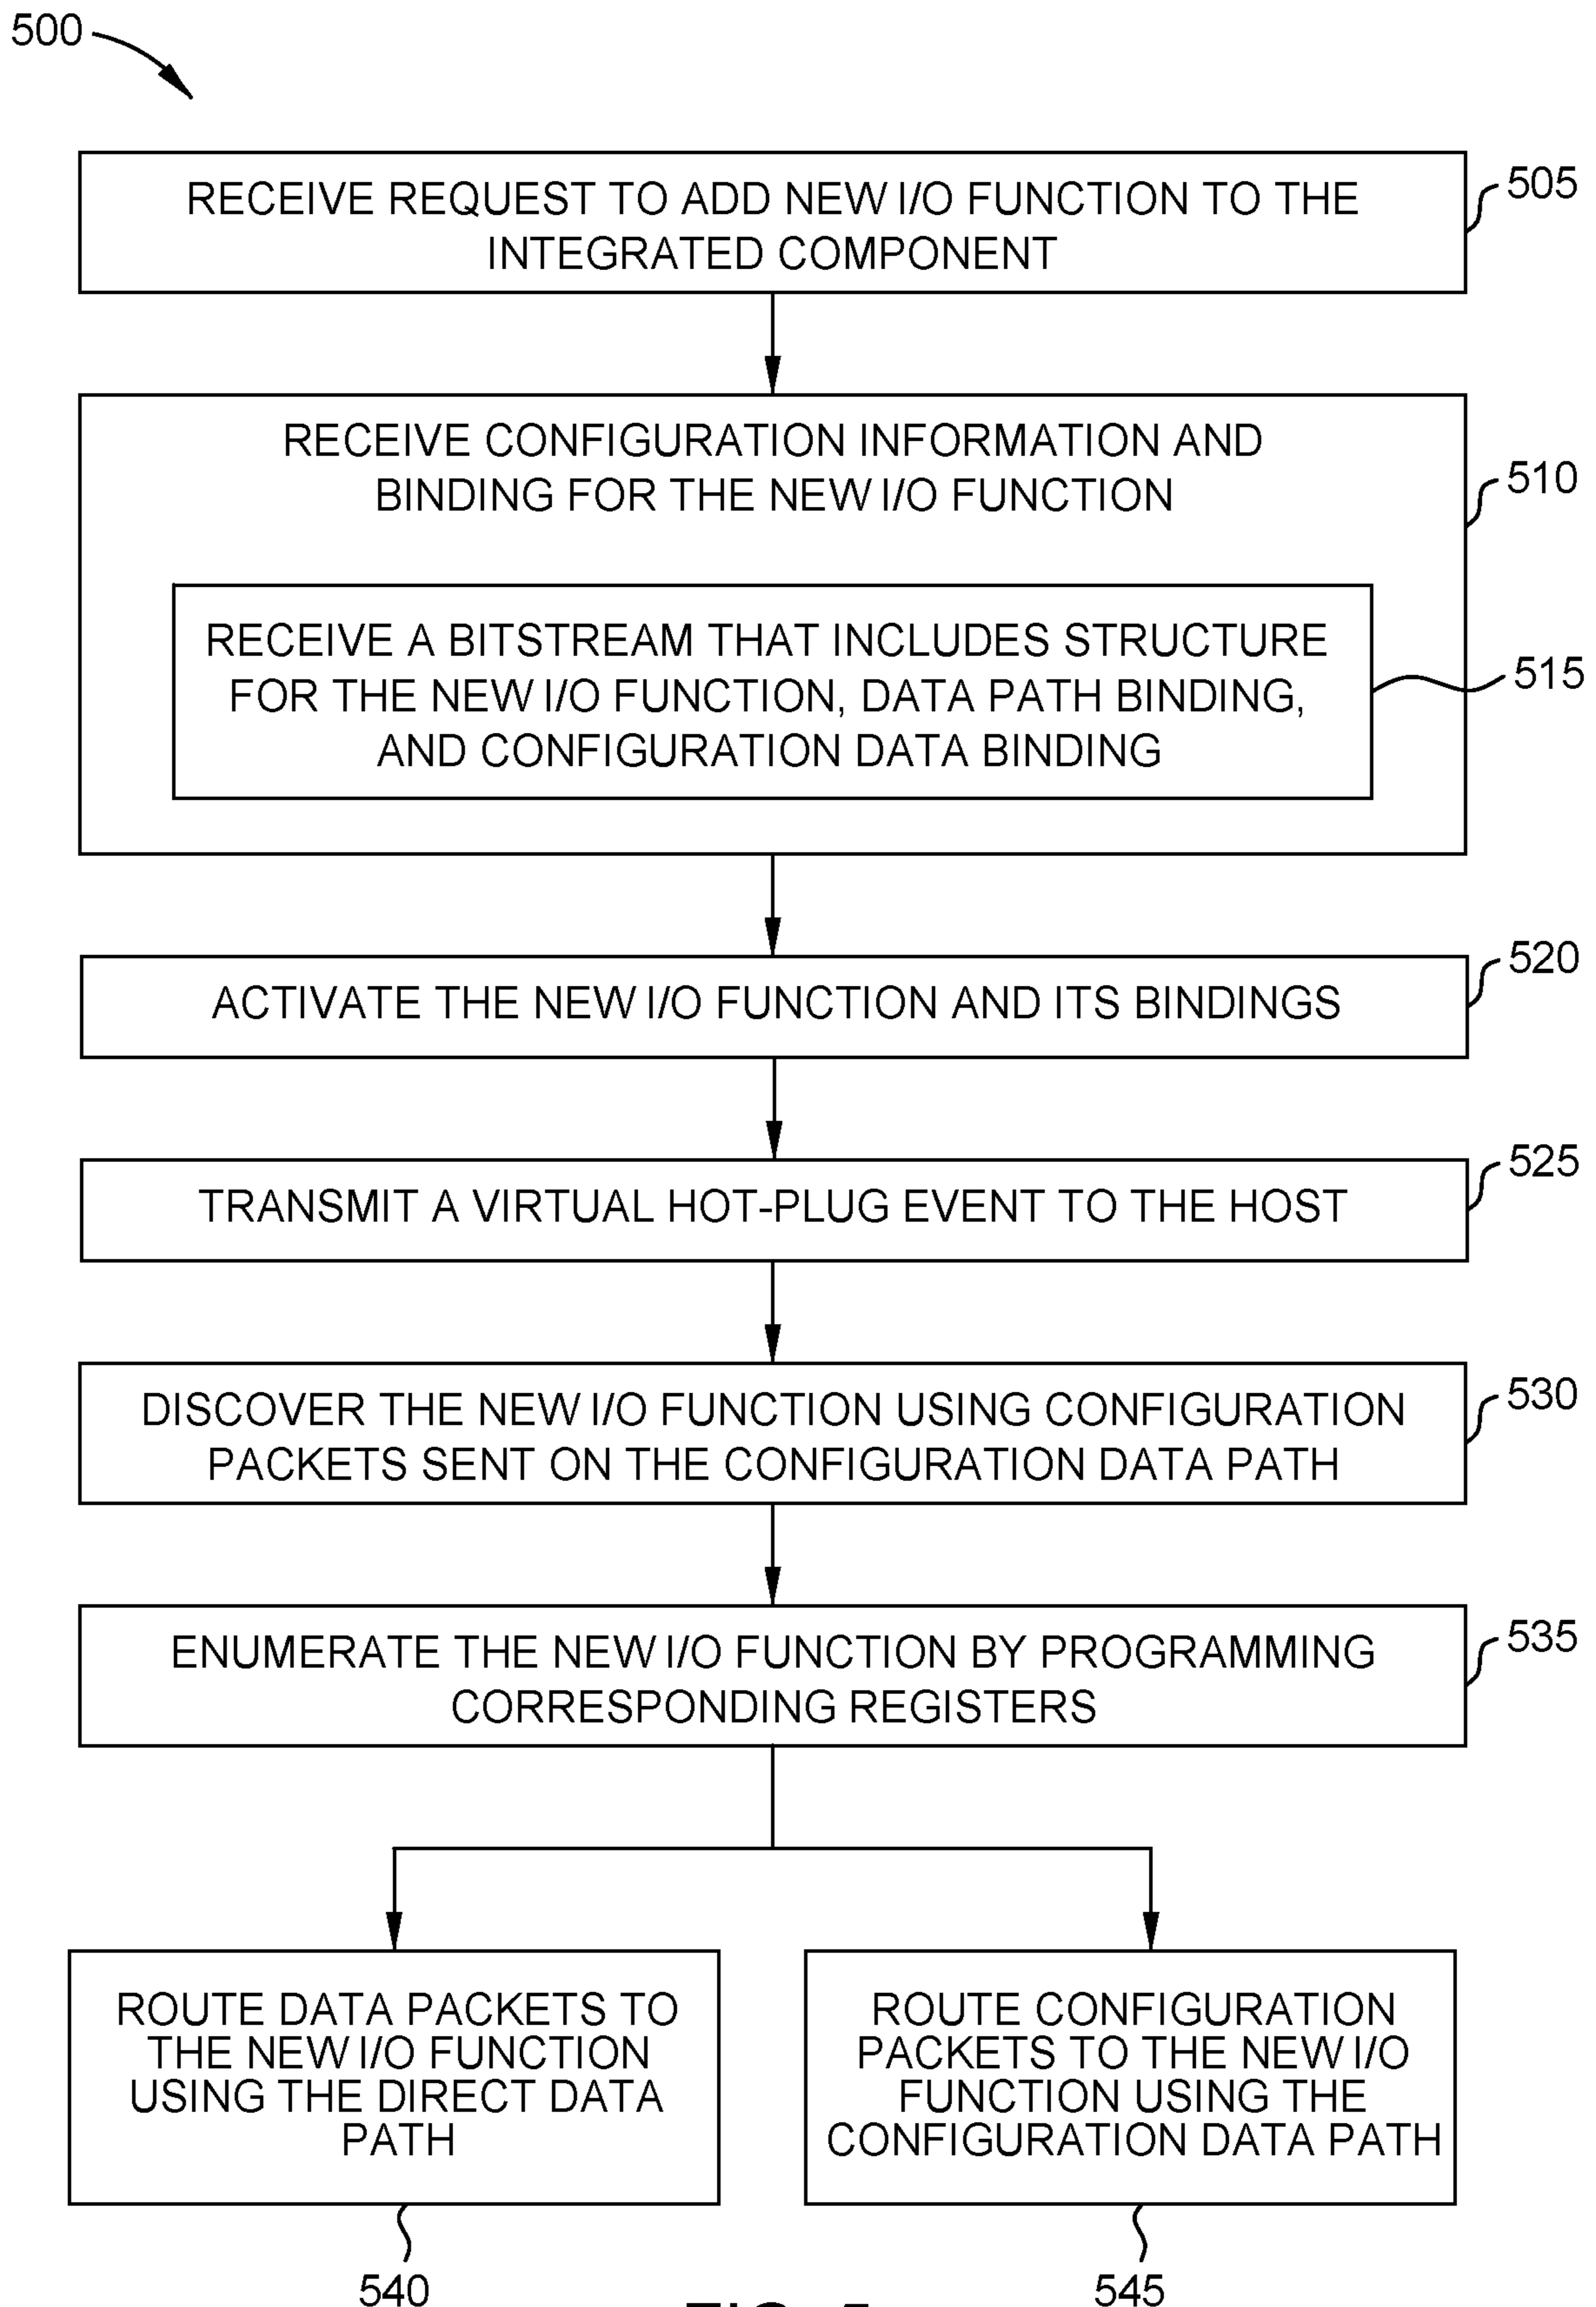 500
RECEIVE REQUEST TO ADD NEW I/O FUNCTION TO THE
INTEGRATED COMPONENT
505
RECEIVE CONFIGURATION INFORMATION AND
BINDING FOR THE NEW I/O FUNCTION
510
RECEIVE A BITSTREAM THAT INCLUDES STRUCTURE
FOR THE NEW I/O FUNCTION, DATA PATH BINDING,
AND CONFIGURATION DATA BINDING
515
ACTIVATE THE NEW I/O FUNCTION AND ITS BINDINGS
520
TRANSMIT A VIRTUAL HOT-PLUG EVENT TO THE HOST
525
DISCOVER THE NEW I/O FUNCTION USING CONFIGURATION
PACKETS SENT ON THE CONFIGURATION DATA PATH
530
ENUMERATE THE NEW I/O FUNCTION BY PROGRAMMING
CORRESPONDING REGISTERS
535
ROUTE DATA PACKETS TO
THE NEW I/O FUNCTION
USING THE DIRECT DATA
PATH
540
ROUTE CONFIGURATION
PACKETS TO THE NEW I/O
FUNCTION USING THE
CONFIGURATION DATA PATH
545